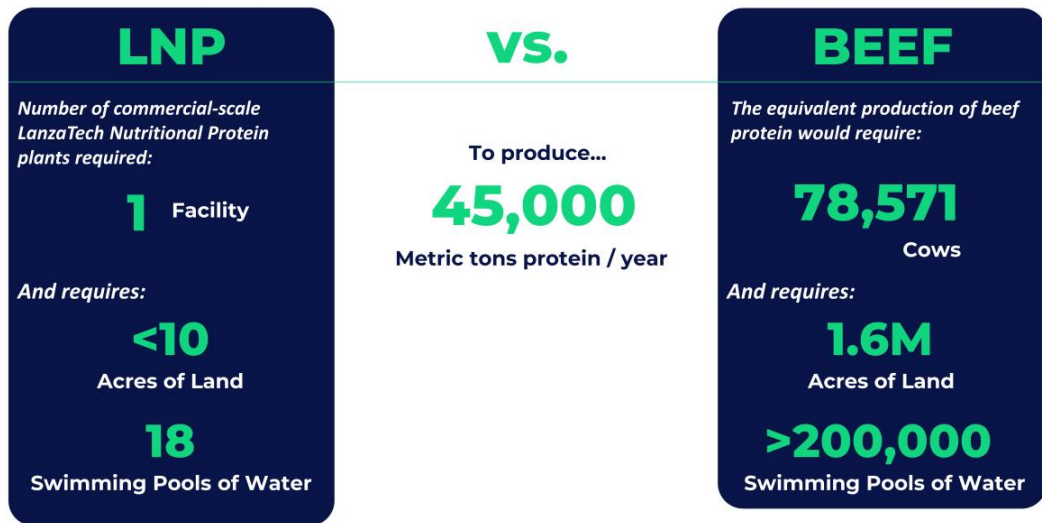 LNP
Number of commercial-scale
LanzaTech Nutritional Protein
plants required:
1 Facility
And requires:
<10
Acres of Land
18
Swimming Pools of Water
vs.
To produce...
45,000
Metric tons protein / year
BEEF
The equivalent production of beef
protein would require:
78,571
Cows
And requires:
1.6M
Acres of Land
>200,000
Swimming Pools of Water